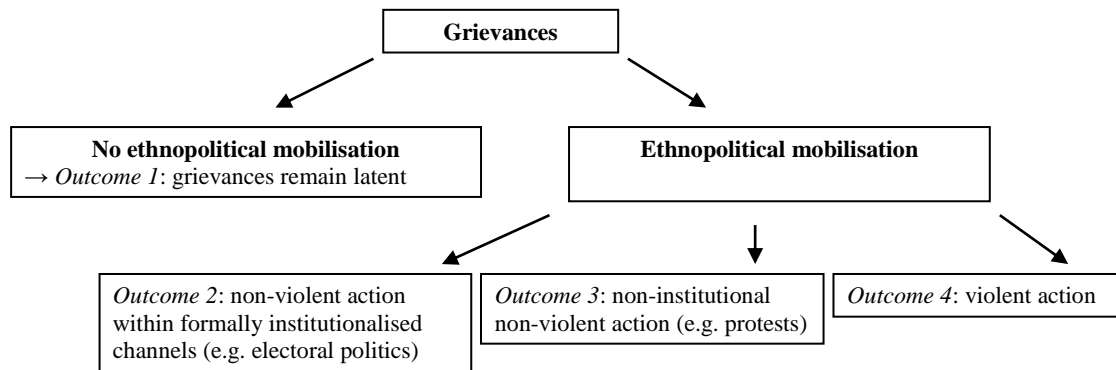 Grievances
No ethnopolitical mobilisation
→ Outcome 1: grievances remain latent
Ethnopolitical mobilisation
Outcome 2: non-violent action
within formally institutionalised
channels (e.g. electoral politics)
Outcome 3: non-institutional
non-violent action (e.g. protests)
Outcome 4: violent action